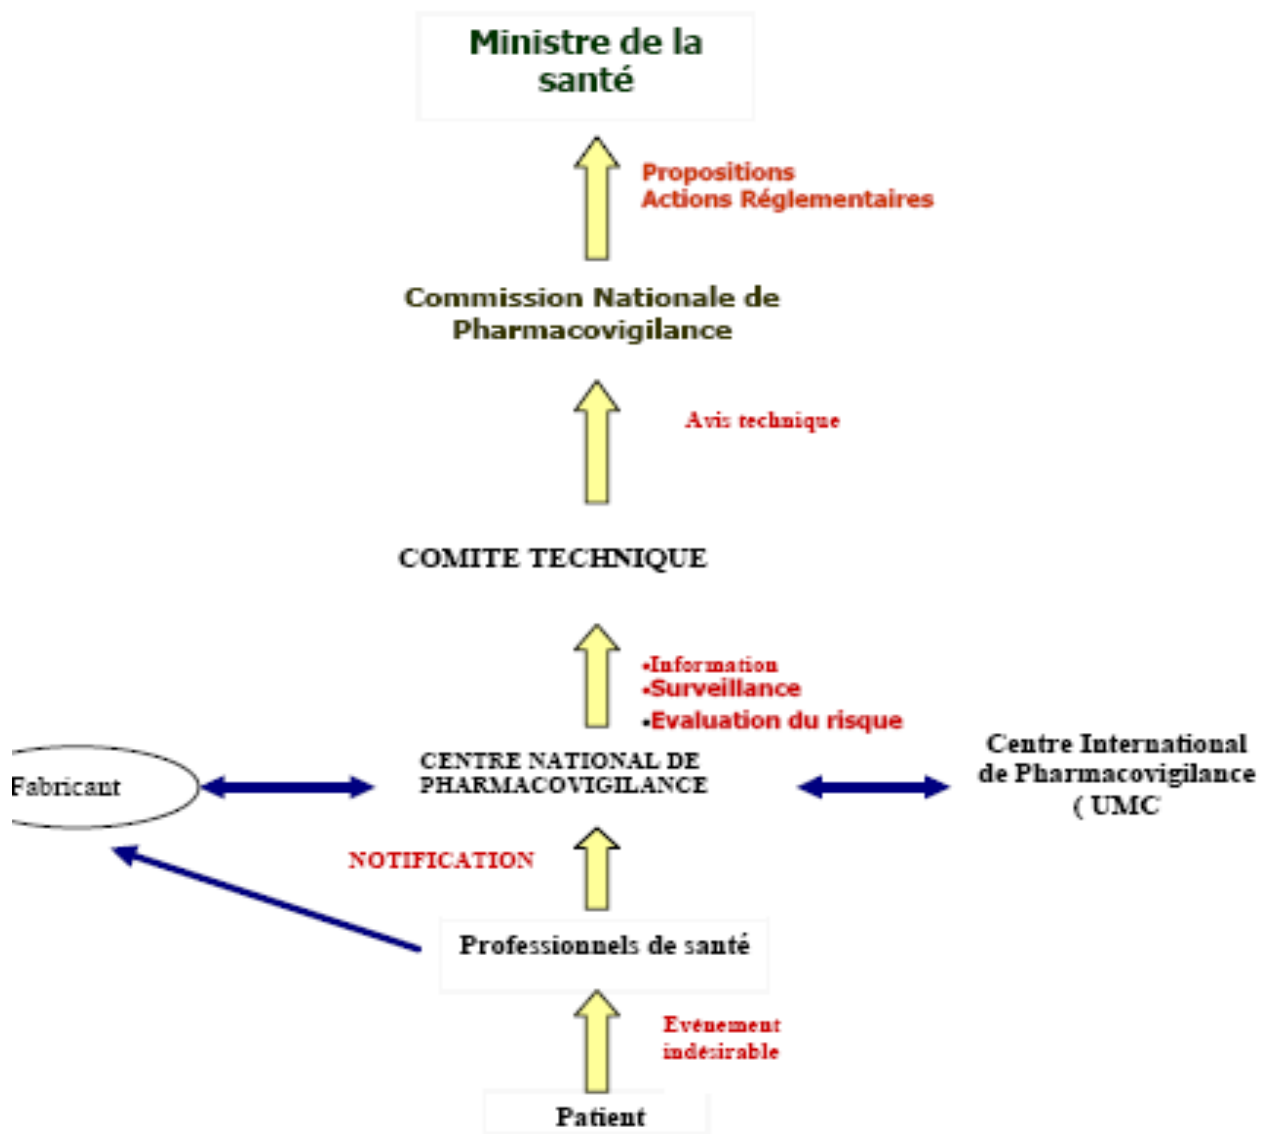 Ministre de la
santé
Propositions
Actions Réglementaires
Commission Nationale de
Pharmacovigilance
Avis technique
COMITE TECHNIQUE
•Information
•Surveillance
•Evaluation du risque
CENTRE NATIONAL DE
PHARMACOVIGILANCE
Fabricant
Centre International
de Pharmacovigilance
( UMC
NOTIFICATION
Professionnels de santé
Evénement
indésirable
Patient